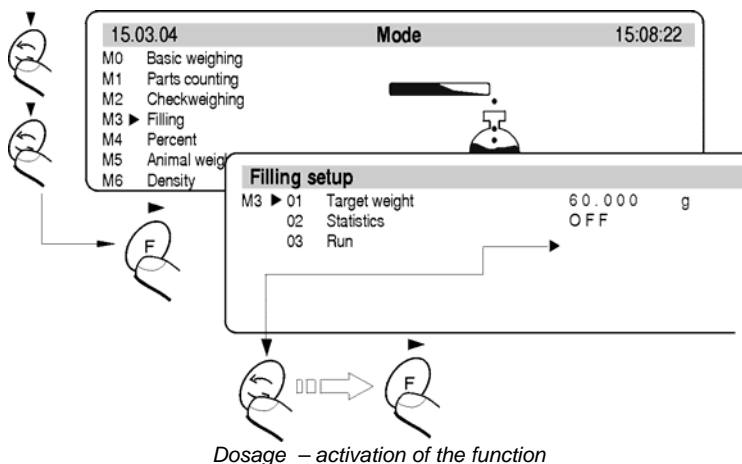 15.03.04 Mode 15:08:22
M0 Basic weighing
M1 Parts counting
M2 Checkweighing
M3 ► Filling
M4 Percent
M5 Animal weig
M6 Density
Filling setup
M3 ► 01 Target weight 60.000 g
02 Statistics OFF
03 Run ►
F
F
Dosage – activation of the function